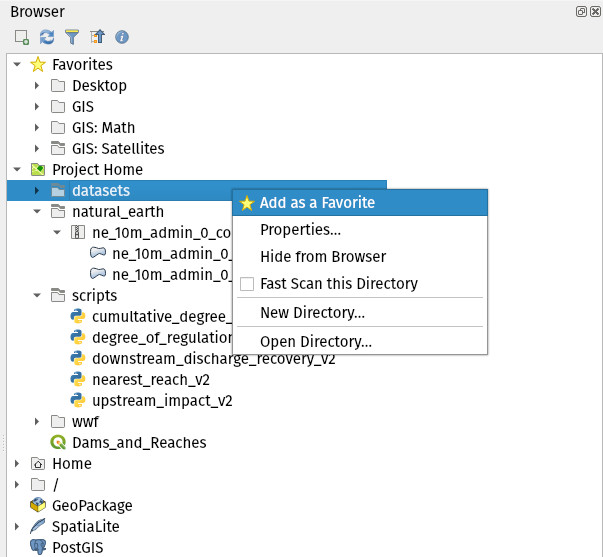 Browser
Favorites
Desktop
GIS
GIS: Math
GIS: Satellites
Project Home
datasets
Add as a Favorite
natural_earth
Properties...
ne_10m_admin_0_co
Hide from Browser
ne_10m_admin_0_
ne_10m_admin_0_
Fast Scan this Directory
scripts
New Directory...
cumultative_degree_
degree_of_regulation
Open Directory...
downstream_discharge_recovery_v2
nearest_reach_v2
upstream_impact_v2
wwf
Dams_and_Reaches
Home
/
GeoPackage
SpatiaLite
PostGIS